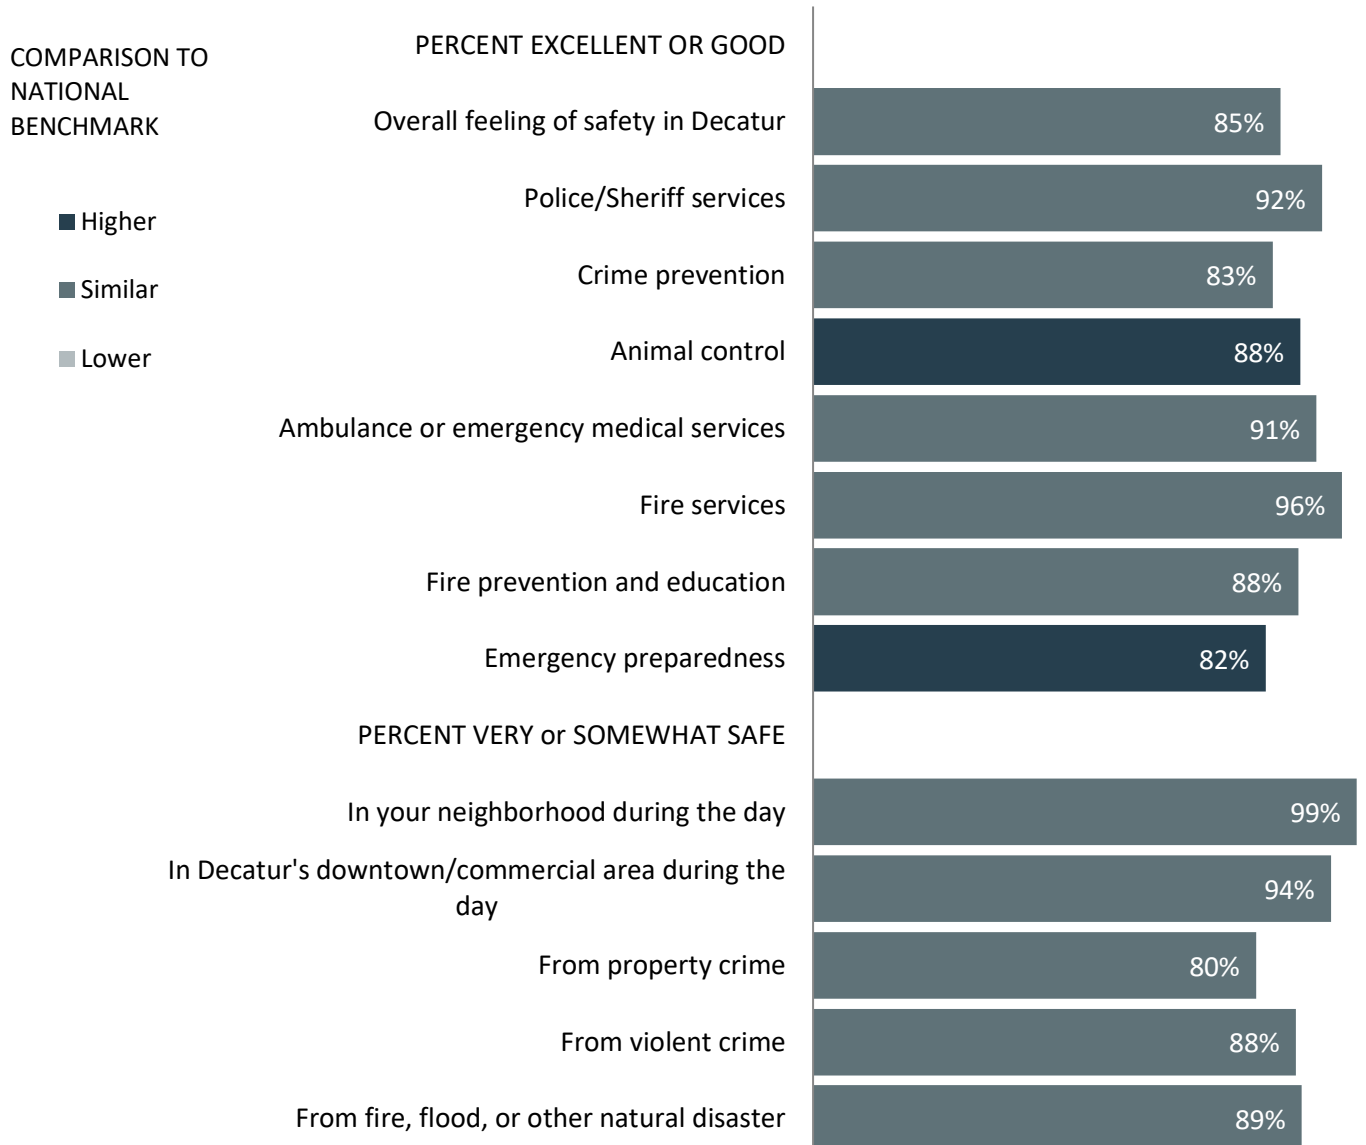 COMPARISON TO
NATIONAL
BENCHMARK
Higher
Similar
Lower
PERCENT EXCELLENT OR GOOD
Overall feeling of safety in Decatur 85%
Police/Sheriff services 92%
Crime prevention 83%
Animal control 88%
Ambulance or emergency medical services 91%
Fire services 96%
Fire prevention and education 88%
Emergency preparedness 82%
PERCENT VERY or SOMEWHAT SAFE
In your neighborhood during the day 99%
In Decatur's downtown/commercial area during the
day 94%
From property crime 80%
From violent crime 88%
From fire, flood, or other natural disaster 89%